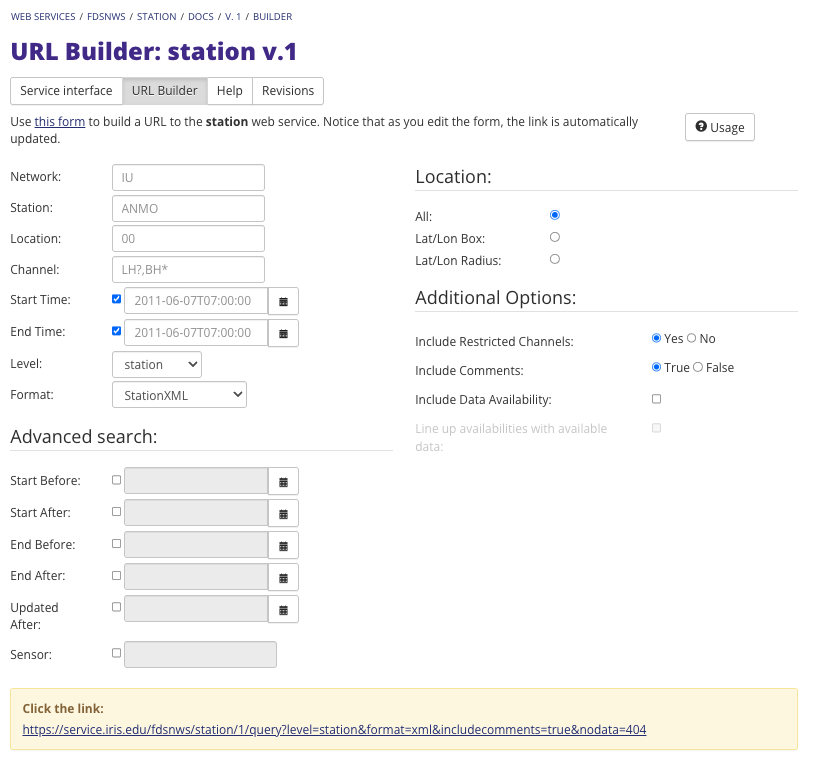 WEB SERVICES / FDSNWS / STATION / DOCS / V. 1 / BUILDER
URL Builder: station v.1
Service interface URL Builder Help Revisions
Use this form to build a URL to the station web service. Notice that as you edit the form, the link is automatically
updated.
Usage
Network: IU
Station: ANMO
Location: 00
Channel: LH?,BH*
Start Time: 2011-06-07T07:00:00
End Time: 2011-06-07T07:00:00
Level: station
Format: StationXML
Advanced search:
Start Before:
Start After:
End Before:
End After:
Updated
After:
Sensor:
Location:
All:
Lat/Lon Box:
Lat/Lon Radius:
Additional Options:
Include Restricted Channels: Yes No
Include Comments: True False
Include Data Availability:
Line up availabilities with available
data:
Click the link:
https://service.iris.edu/fdsnws/station/1/query?level=station&format=xml&includecomments=true&nodata=404